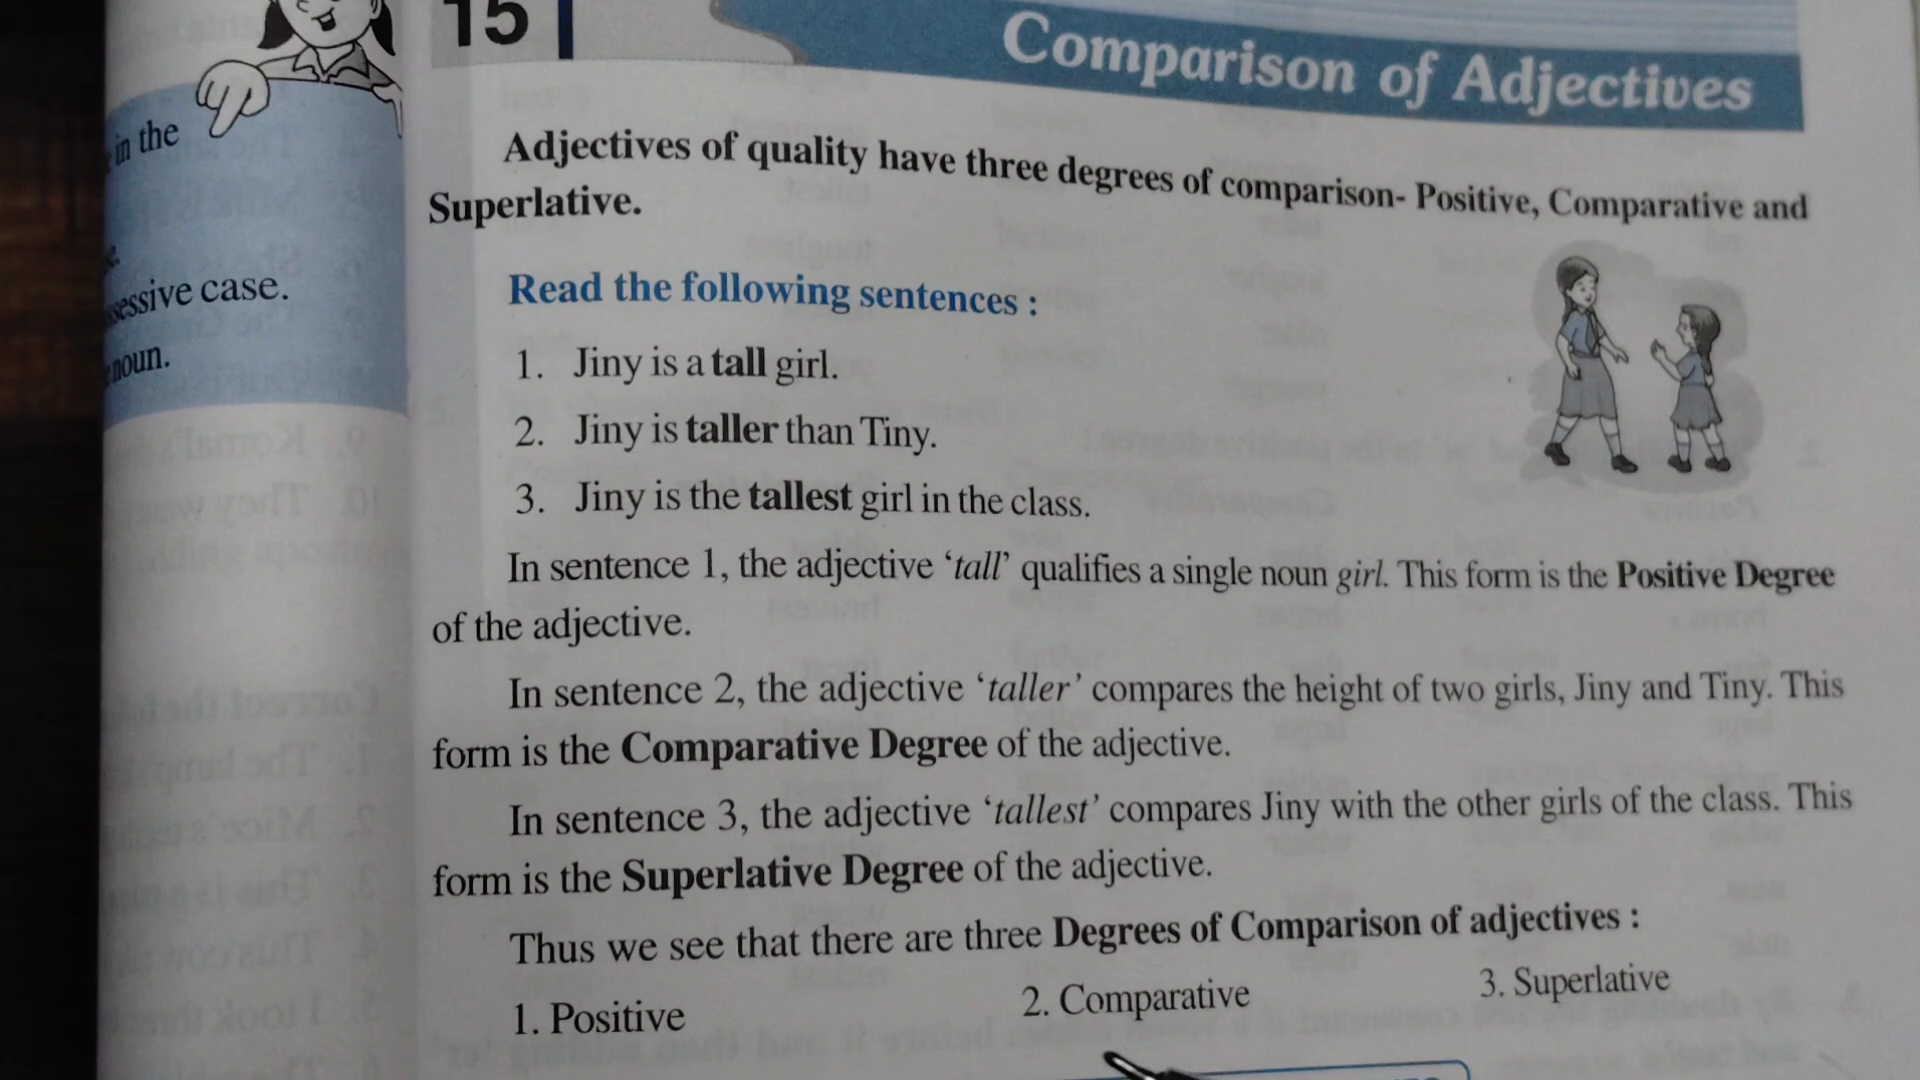 in the
essive case.
noun.
15
Comparison of Adjectives
Adjectives of quality have three degrees of comparison- Positive, Comparative and
Superlative.
Read the following sentences :
1. Jiny is a tall girl.
2. Jiny is taller than Tiny.
3. Jiny is the tallest girl in the class.
In sentence 1, the adjective ‘tall’ qualifies a single noun girl. This form is the Positive Degree
of the adjective.
In sentence 2, the adjective ‘taller’ compares the height of two girls, Jiny and Tiny. This
form is the Comparative Degree of the adjective.
In sentence 3, the adjective ‘tallest’ compares Jiny with the other girls of the class. This
form is the Superlative Degree of the adjective.
Thus we see that there are three Degrees of Comparison of adjectives :
1. Positive 2. Comparative 3. Superlative